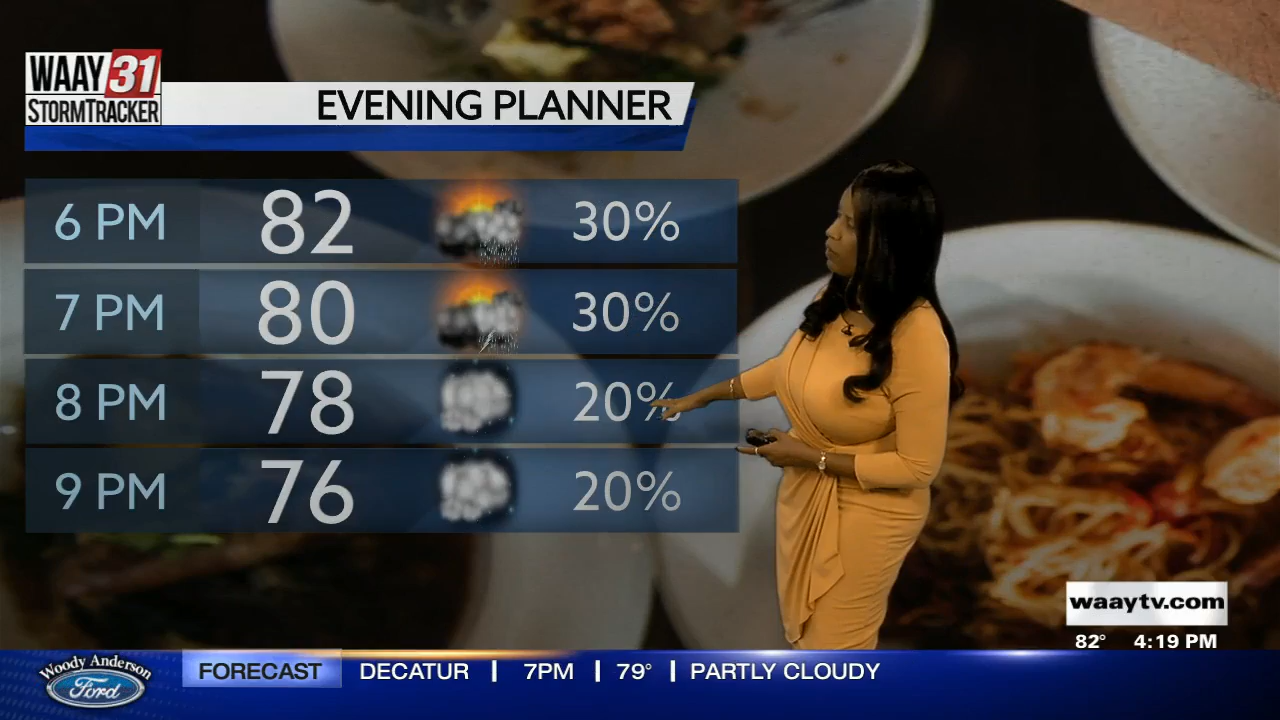 WAAY 31
STORMTRACKER
EVENING PLANNER
6 PM 82 30%
7 PM 80 30%
8 PM 78 20%
9 PM 76 20%
waaytv.com
82° 4:19 PM
Woody Anderson
Ford
FORECAST DECATUR | 7PM | 79° | PARTLY CLOUDY